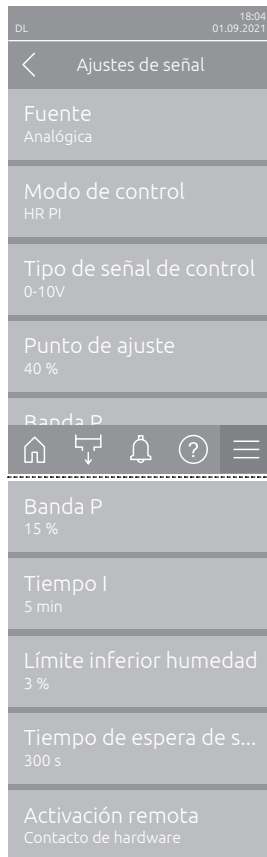 18:04
DL 01.09.2021
Ajustes de señal
Fuente
Analógica
Modo de control
HR PI
Tipo de señal de control
0-10V
Punto de ajuste
40 %
Banda P
?
Banda P
15 %
Tiempo I
5 min
Límite inferior humedad
3 %
Tiempo de espera de s...
300 s
Activación remota
Contacto de hardware